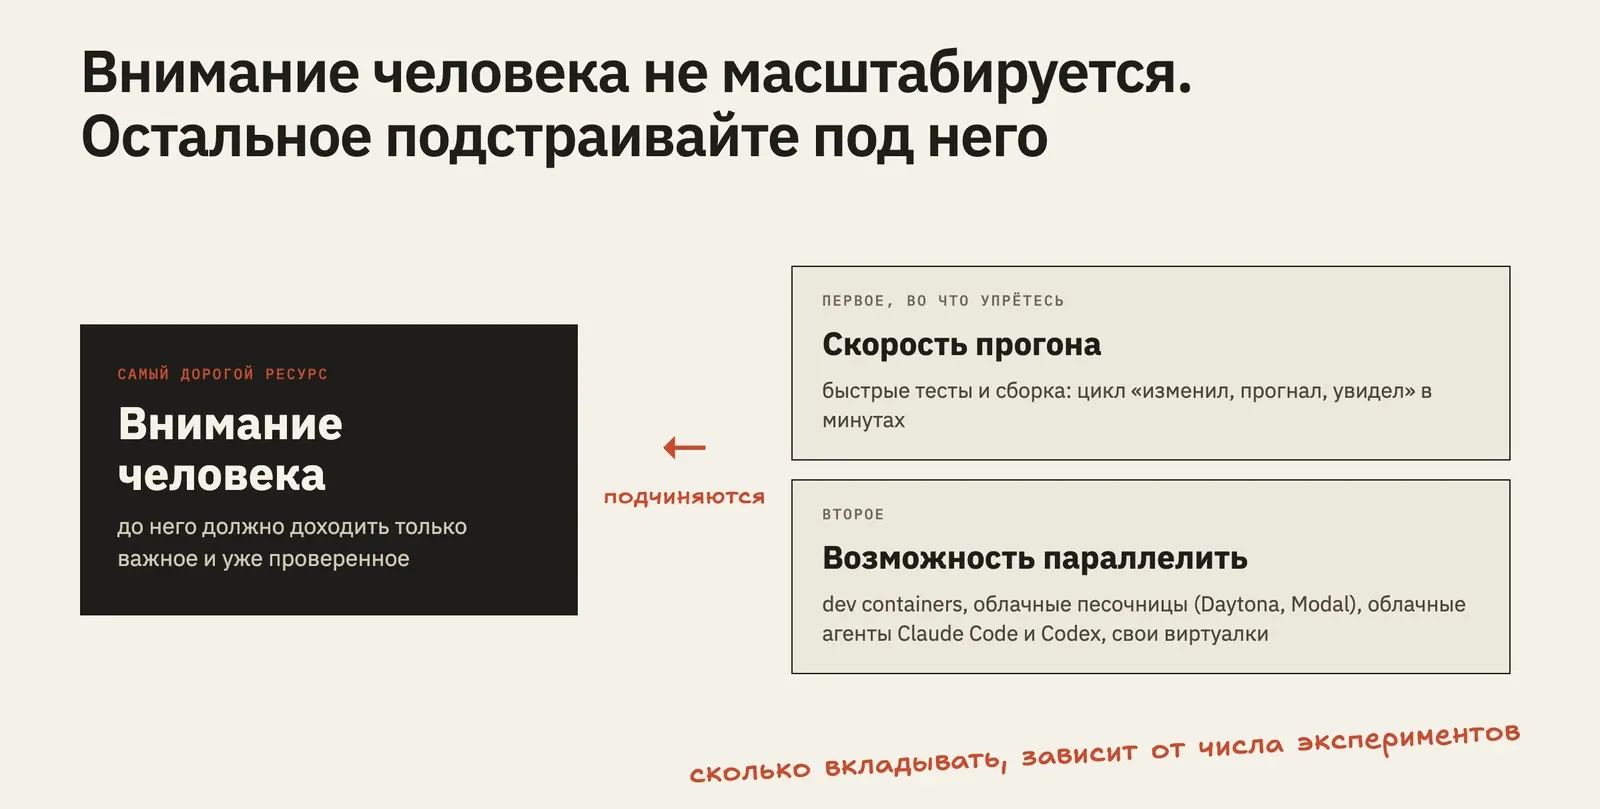 Внимание человека не масштабируется.
Остальное подстраивайте под него
САМЫЙ ДОРОГОЙ РЕСУРС
Внимание
человека
до него должно доходить только
важное и уже проверенное
←
подчиняются
ПЕРВОЕ, ВО ЧТО УПРЁТЕСЬ
Скорость прогона
быстрые тесты и сборка: цикл «изменил, прогнал, увидел» в
минутах
ВТОРОЕ
Возможность параллелить
dev containers, облачные песочницы (Daytona, Modal), облачные
агенты Claude Code и Codex, свои виртуалки
сколько вкладывать, зависит от числа экспериментов